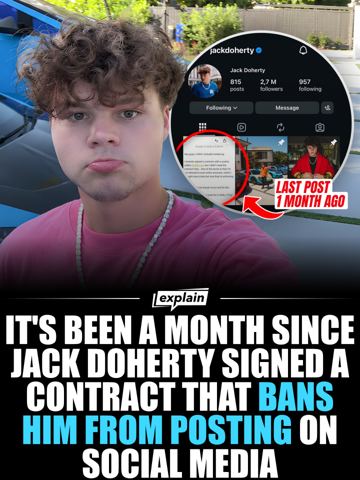 jackdoherty
Jack Doherty
815
2,7 M
957
posts
followers
following
Following
Message
LAST POST
1 MONTH AGO
explain
IT'S BEEN A MONTH SINCE
JACK DOHERTY SIGNED A
CONTRACT THAT BANS
HIM FROM POSTING ON
SOCIAL MEDIA